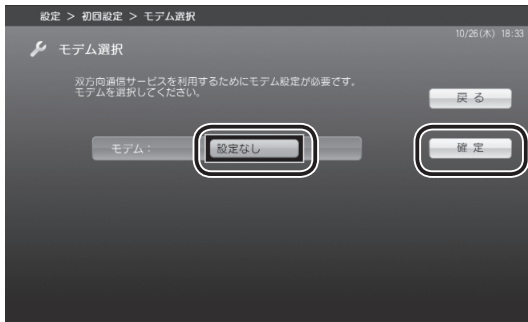 設定 > 初回設定 > モデム選択
10/26(木) 18:33
モデム選択
双方向通信サービスを利用するためにモデム設定が必要です。
モデムを選択してください。
戻る
モデム：
設定なし
確定